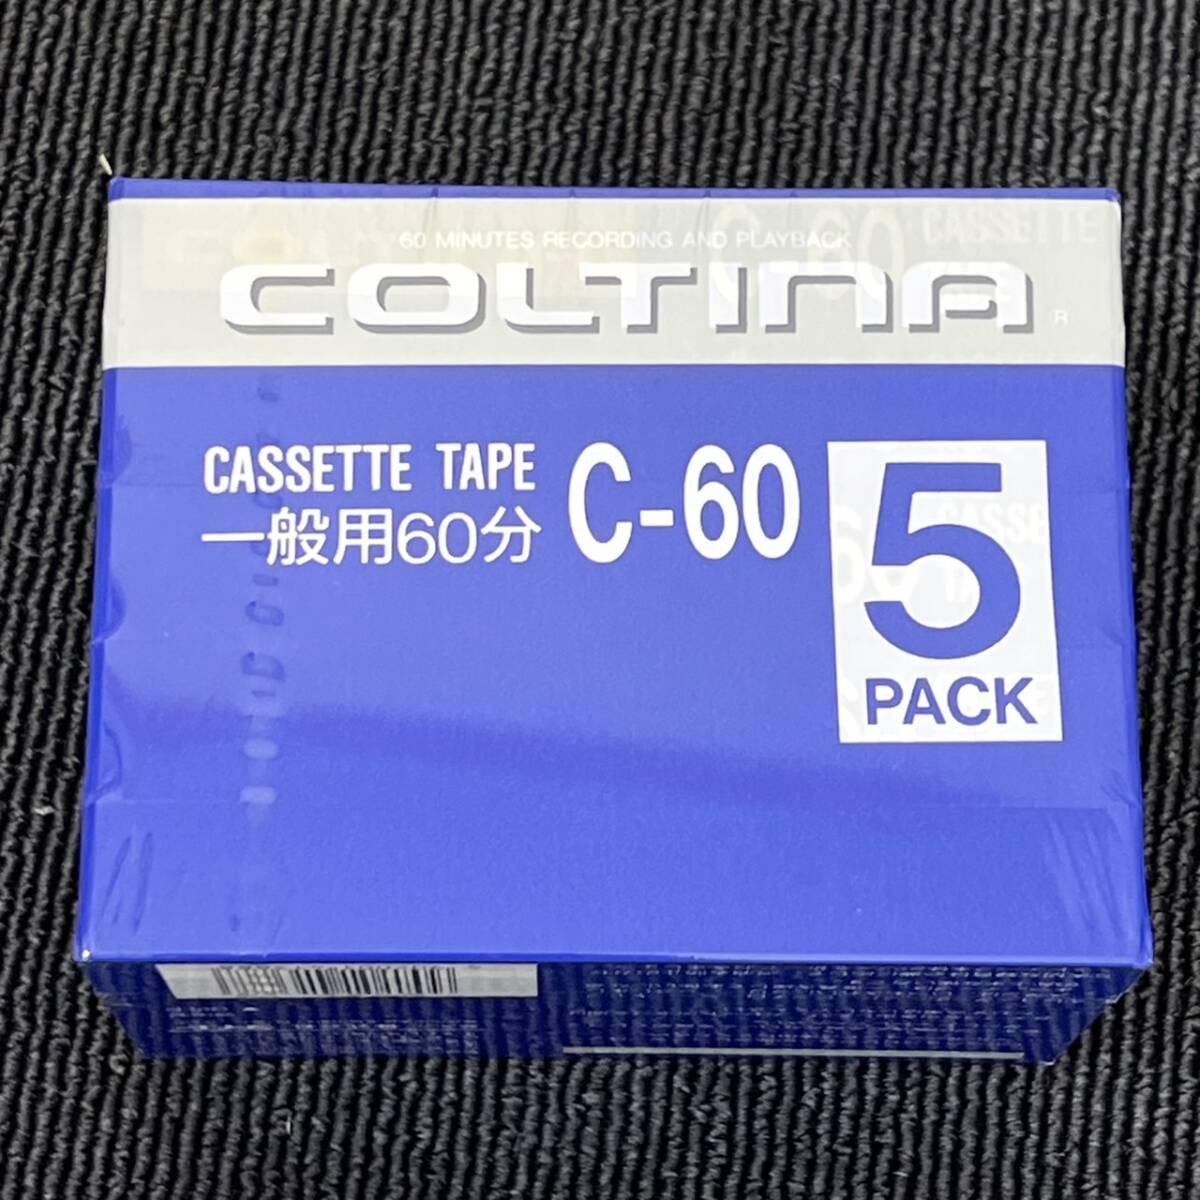 60 MINUTES RECORDING AND PLAYBACK
COLTINA R
CASSETTE TAPE
一般用60分
C-60
5
PACK